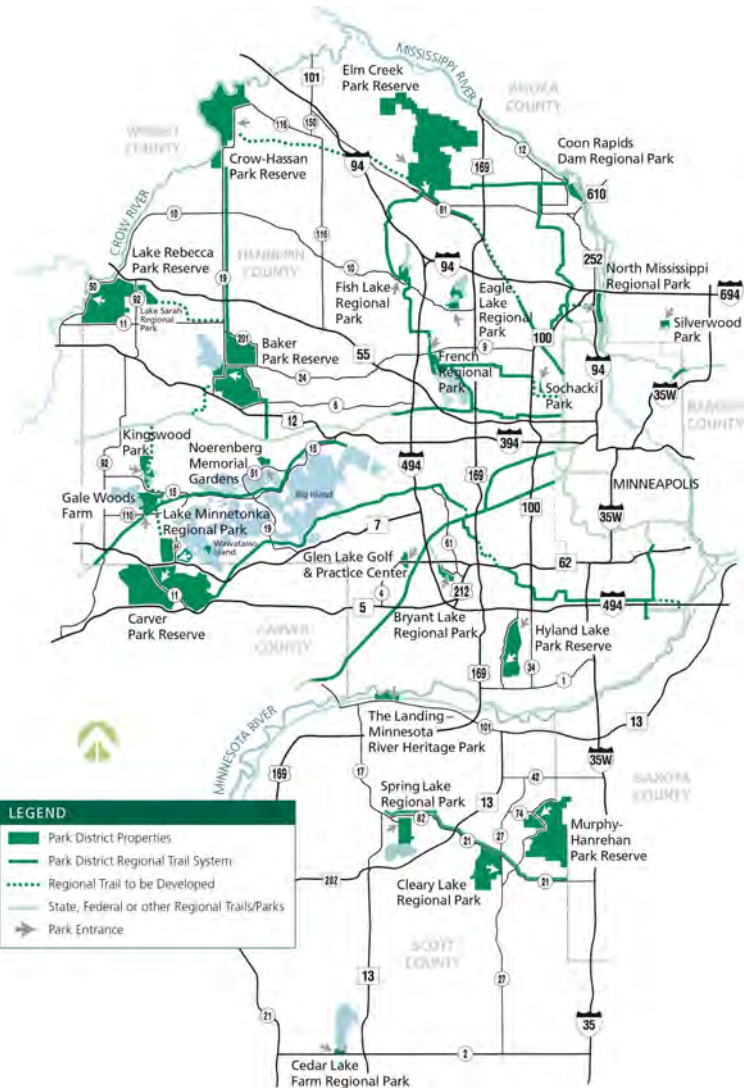 MISSISSIPPI RIVER
Elm Creek
Park Reserve
101
ANOKA
COUNTY
WRIGHT
COUNTY
116
150
169
12
Coon Rapids
Dam Regional Park
Crow-Hassan
Park Reserve
94
610
81
CROW RIVER
10
116
252
Lake Rebecca
Park Reserve
HENNEPIN
COUNTY
19
10
94
North Mississippi
Regional Park
694
50
92
Lake Sarah
Regional
Park
11
Fish Lake
Regional
Park
Eagle
Lake
Regional
Park
Silverwood
Park
201
Baker
Park Reserve
55
100
9
94
24
French
Regional
Park
Sochacki
Park
35W
RAMSEY
COUNTY
6
12
394
Kingswood
Park
92
Noerenberg
Memorial
Gardens
15
51
494
169
MINNEAPOLIS
Gale Woods
Farm
15
Big Island
100
110
Lake Minnetonka
Regional Park
19
7
35W
44
Wawatasso
Island
61
62
Glen Lake Golf
& Practice Center
11
212
4
5
494
Carver
Park Reserve
CARVER
COUNTY
Bryant Lake
Regional Park
Hyland Lake
Park Reserve
169
34
1
MINNESOTA RIVER
The Landing –
Minnesota
River Heritage Park
101
13
35W
169
17
Spring Lake
Regional Park
13
42
DAKOTA
COUNTY
82
74
Murphy-
Hanrehan
Park Reserve
21
27
282
Cleary Lake
Regional Park
21
SCOTT
COUNTY
13
27
21
35
2
Cedar Lake
Farm Regional Park
LEGEND
Park District Properties
Park District Regional Trail System
Regional Trail to be Developed
State, Federal or other Regional Trails/Parks
Park Entrance